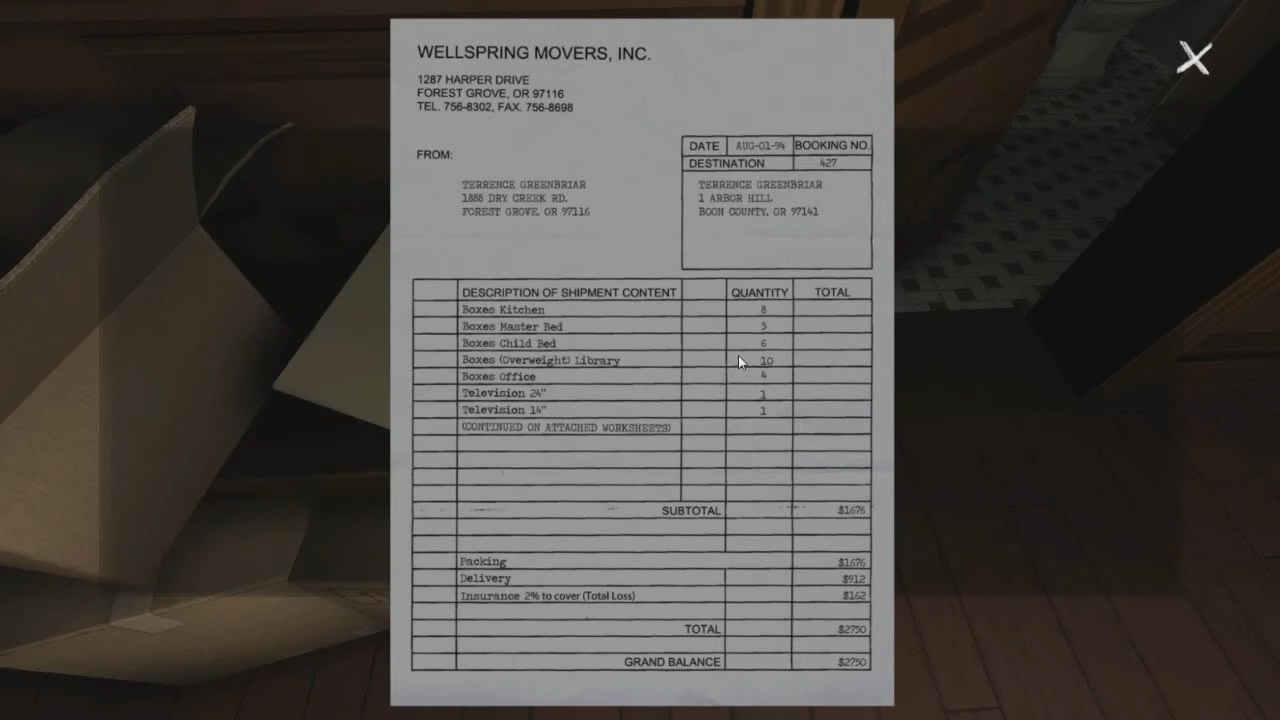 WELLSPRING MOVERS, INC.
1287 HARPER DRIVE
FOREST GROVE, OR 97116
TEL. 756-8302, FAX. 756-8698
DATE AUG-01-94 BOOKING NO.
DESTINATION 427
FROM:
TERRENCE GREENBRIAR
1888 DRY CREEK RD.
FOREST GROVE, OR 97116
TERRENCE GREENBRIAR
1 ARBOR HILL
BOON COUNTY, OR 97141
DESCRIPTION OF SHIPMENT CONTENT QUANTITY TOTAL
Boxes Kitchen 8
Boxes Master Bed 5
Boxes Child Bed 6
Boxes (Overweight) Library 10
Boxes Office 4
Television 24" 1
Television 14" 1
(CONTINUED ON ATTACHED WORKSHEETS)
SUBTOTAL $1676
Packing $1676
Delivery $912
Insurance 2% to cover (Total Loss) $162
TOTAL $2750
GRAND BALANCE $2750